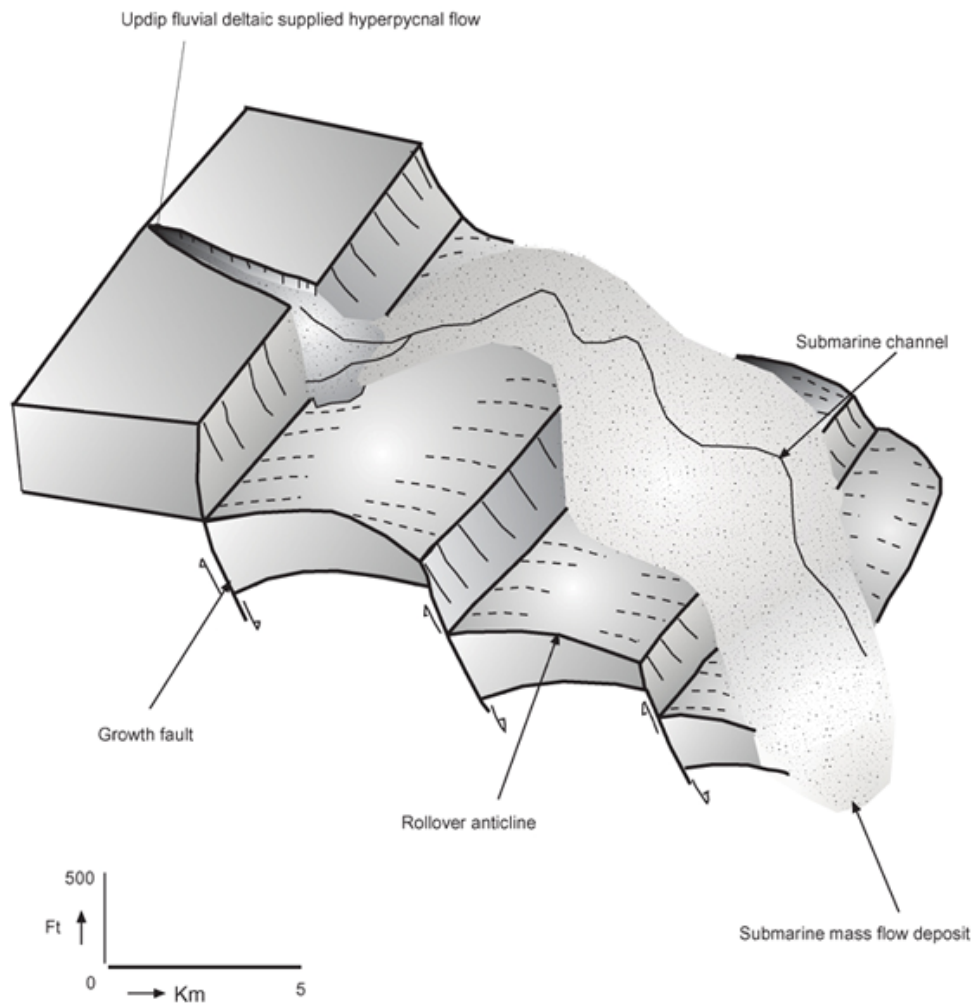 Updip fluvial deltaic supplied hyperpycnal flow
Submarine channel
Growth fault
Rollover anticline
Submarine mass flow deposit
500
Ft
0
Km
5